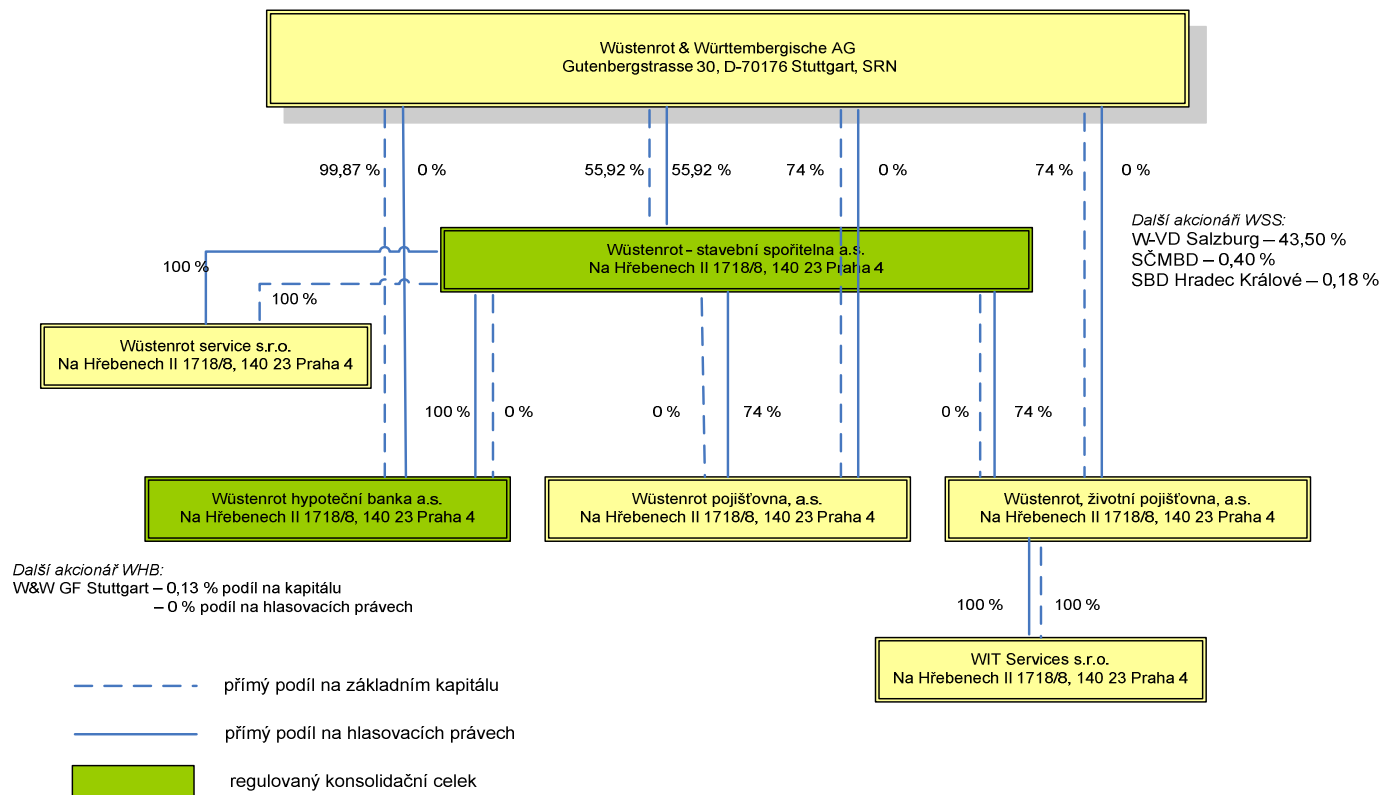 Wüstenrot & Württembergische AG
Gutenbergstrasse 30, D-70176 Stuttgart, SRN
99,87 % 0 % 55,92 % 55,92 % 74 % 0 % 74 % 0 %
Další akcionáři WSS:
W-VD Salzburg – 43,50 %
SČMBD – 0,40 %
SBD Hradec Králové – 0,18 %
Wüstenrot - stavební spořitelna a.s.
Na Hřebenech II 1718/8, 140 23 Praha 4
100 %
100 %
Wüstenrot service s.r.o.
Na Hřebenech II 1718/8, 140 23 Praha 4
100 % 0 % 0 % 74 % 0 % 74 %
Wüstenrot hypoteční banka a.s.
Na Hřebenech II 1718/8, 140 23 Praha 4
Wüstenrot pojišťovna, a.s.
Na Hřebenech II 1718/8, 140 23 Praha 4
Wüstenrot, životní pojišťovna, a.s.
Na Hřebenech II 1718/8, 140 23 Praha 4
Další akcionář WHB:
W&W GF Stuttgart – 0,13 % podíl na kapitálu
– 0 % podíl na hlasovacích právech
100 % 100 %
WIT Services s.r.o.
Na Hřebenech II 1718/8, 140 23 Praha 4
přímý podíl na základním kapitálu
přímý podíl na hlasovacích právech
regulovaný konsolidační celek